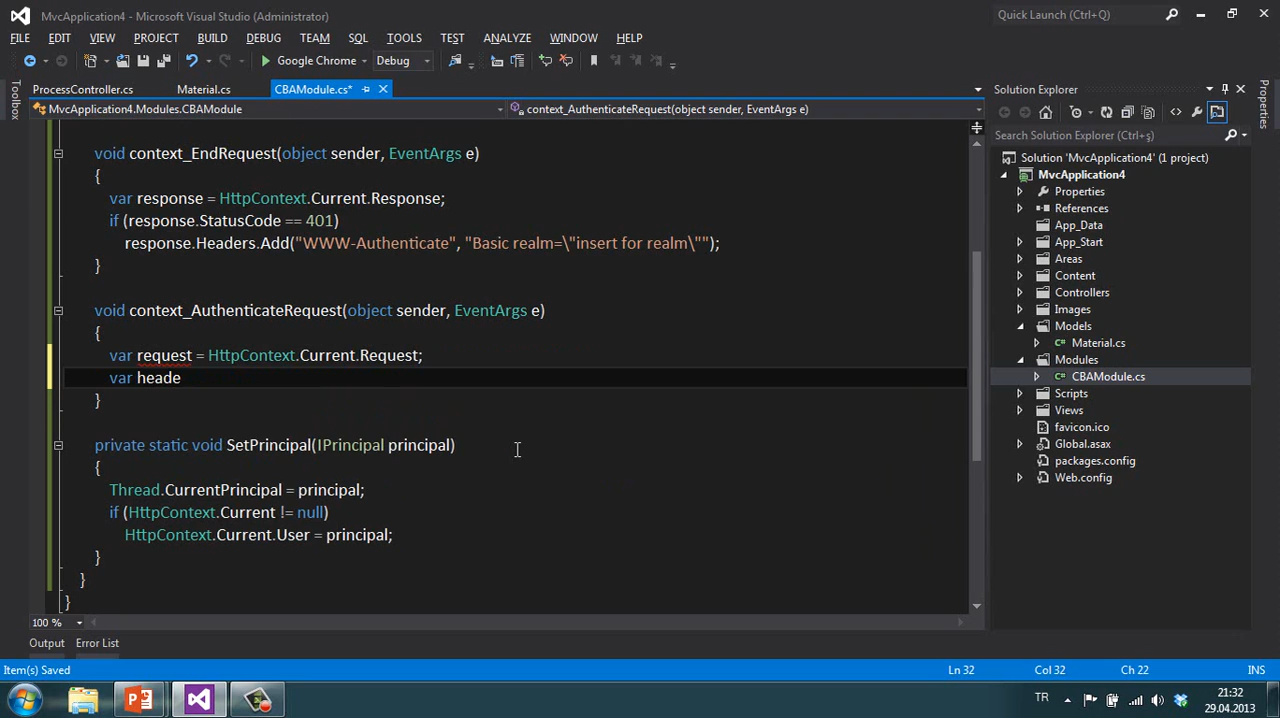 MvcApplication4 - Microsoft Visual Studio (Administrator)
Quick Launch (Ctrl+Q)
FILE EDIT VIEW PROJECT BUILD DEBUG TEAM SQL TOOLS TEST ANALYZE WINDOW HELP
Google Chrome Debug
Toolbox
ProcessController.cs Material.cs CBAModule.cs*
MvcApplication4.Modules.CBAModule context_AuthenticateRequest(object sender, EventArgs e)
void context_EndRequest(object sender, EventArgs e)
{
var response = HttpContext.Current.Response;
if (response.StatusCode == 401)
response.Headers.Add("WWW-Authenticate", "Basic realm=\"insert for realm\"");
}
void context_AuthenticateRequest(object sender, EventArgs e)
{
var request = HttpContext.Current.Request;
var heade
}
private static void SetPrincipal(IPrincipal principal)
{
Thread.CurrentPrincipal = principal;
if (HttpContext.Current != null)
HttpContext.Current.User = principal;
}
}
}
100 %
Solution Explorer
Search Solution Explorer (Ctrl+ş)
Solution 'MvcApplication4' (1 project)
MvcApplication4
Properties
References
App_Data
App_Start
Areas
Content
Controllers
Images
Models
Material.cs
Modules
CBAModule.cs
Scripts
Views
favicon.ico
Global.asax
packages.config
Web.config
Properties
Output Error List
Item(s) Saved Ln 32 Col 32 Ch 22 INS
TR
21:32
29.04.2013